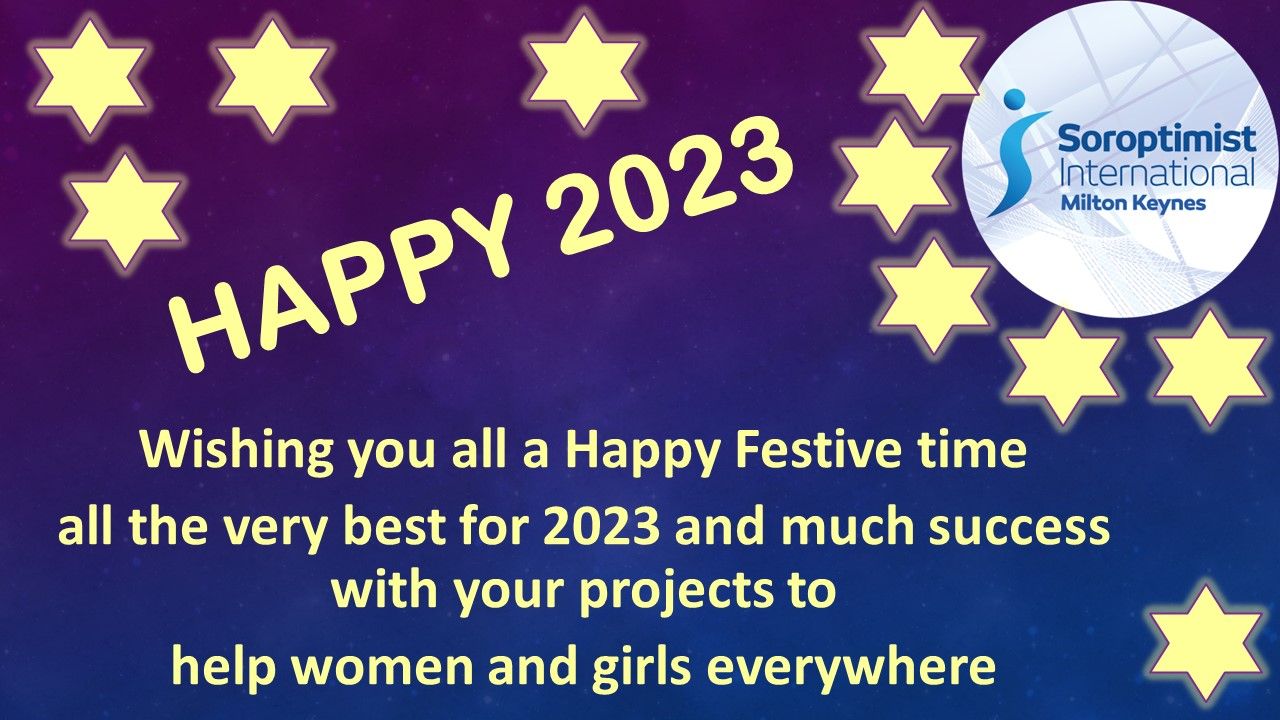 Soroptimist
International
Milton Keynes
HAPPY 2023
Wishing you all a Happy Festive time
all the very best for 2023 and much success
with your projects to
help women and girls everywhere